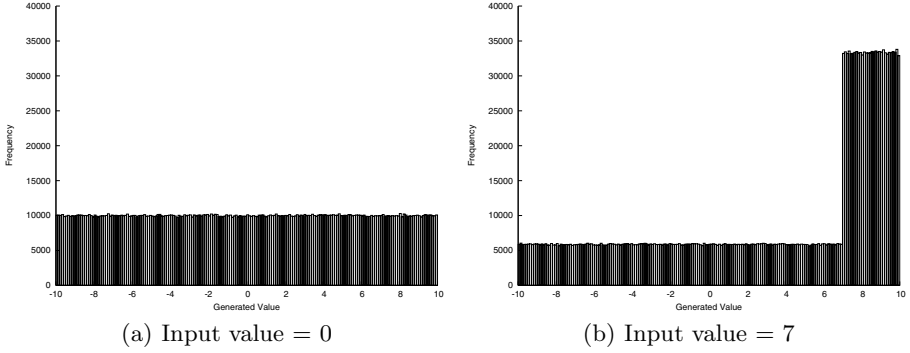 40000
35000
30000
25000
20000
15000
10000
5000
0
Frequency
-10 -8 -6 -4 -2 0 2 4 6 8 10
Generated Value
(a) Input value = 0
40000
35000
30000
25000
20000
15000
10000
5000
0
Frequency
-10 -8 -6 -4 -2 0 2 4 6 8 10
Generated Value
(b) Input value = 7